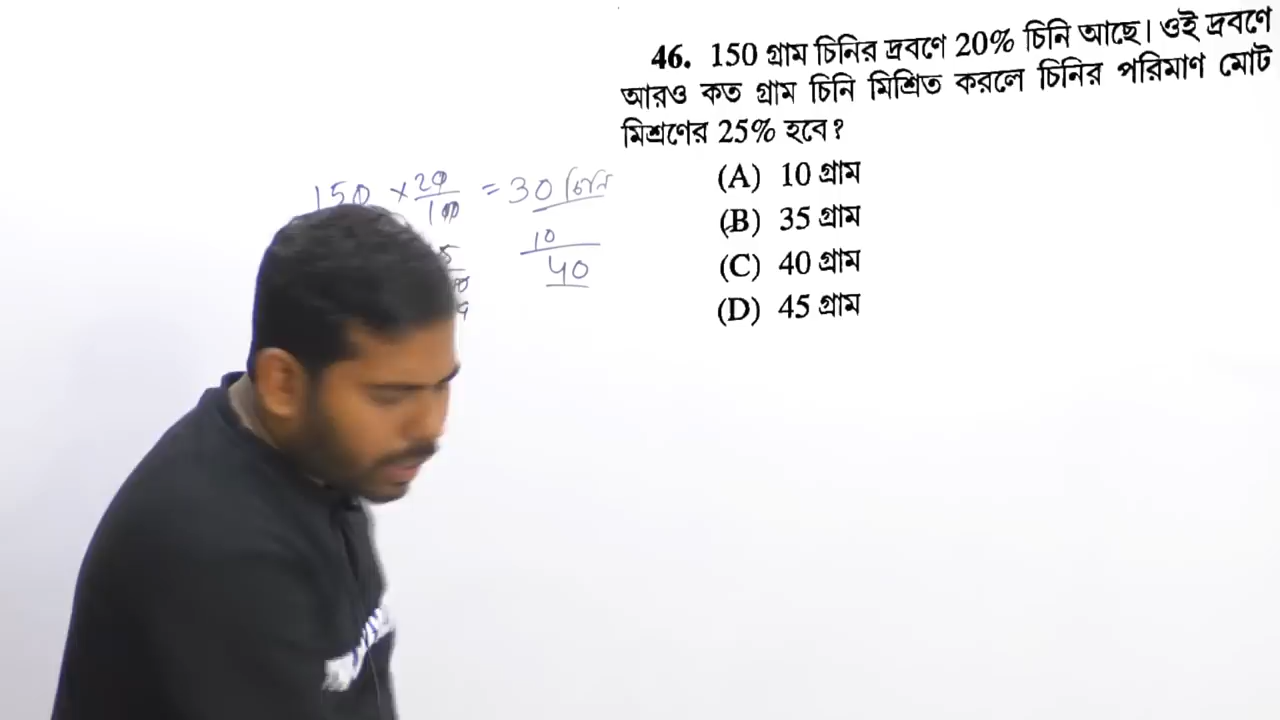 46. 150 গ্রাম চিনির দ্রবণে 20% চিনি আছে। ওই দ্রবণে
আরও কত গ্রাম চিনি মিশ্রিত করলে চিনির পরিমাণ মোট
মিশ্রণের 25% হবে?
(A) 10 গ্রাম
(B) 35 গ্রাম
(C) 40 গ্রাম
(D) 45 গ্রাম
150 × 20/100 = 30 চিনি
10
40